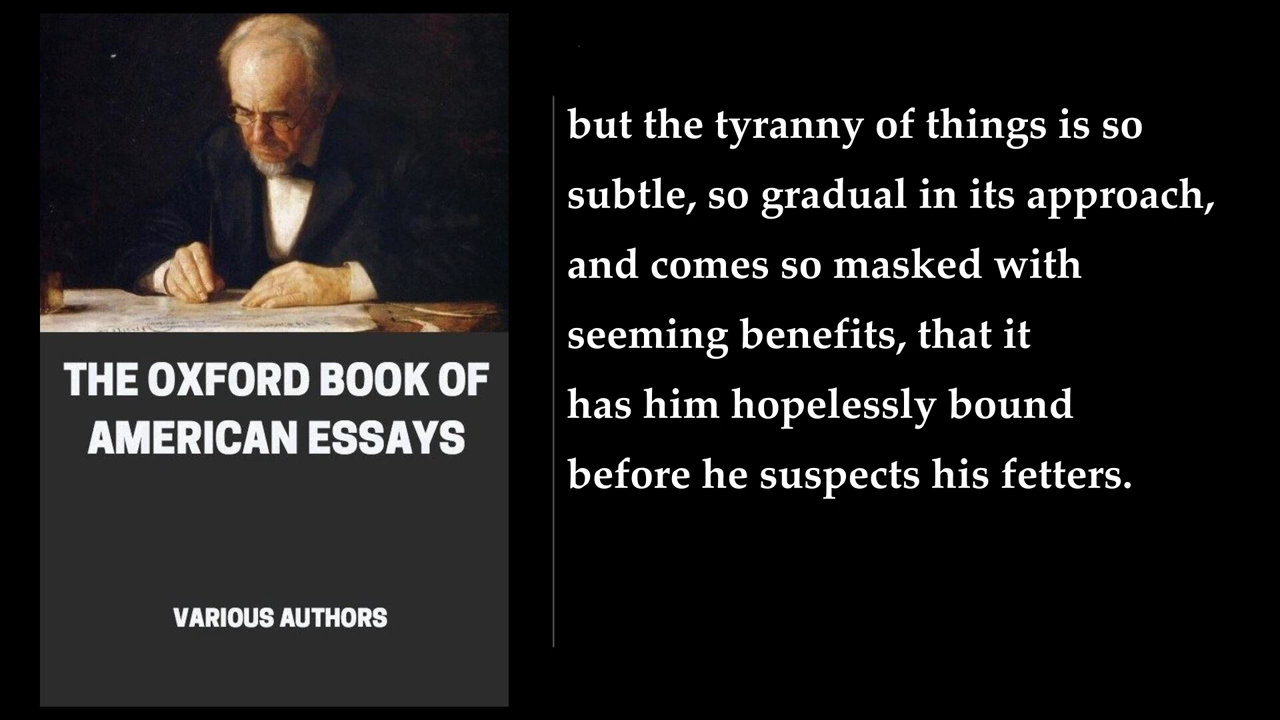 THE OXFORD BOOK OF
AMERICAN ESSAYS
VARIOUS AUTHORS
but the tyranny of things is so
subtle, so gradual in its approach,
and comes so masked with
seeming benefits, that it
has him hopelessly bound
before he suspects his fetters.